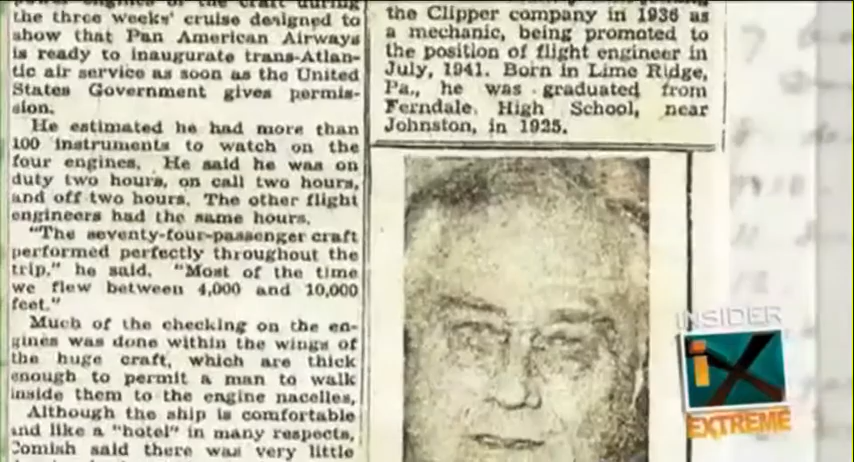 the three weeks' cruise designed to
show that Pan American Airways
is ready to inaugurate trans-Atlan-
tic air service as soon as the United
States Government gives permis-
sion.
He estimated he had more than
100 instruments to watch on the
four engines. He said he was on
duty two hours, on call two hours,
and off two hours. The other flight
engineers had the same hours.
"The seventy-four-passenger craft
performed perfectly throughout the
trip," he said. "Most of the time
we flew between 4,000 and 10,000
feet."
Much of the checking on the en-
gines was done within the wings of
the huge craft, which are thick
enough to permit a man to walk
inside them to the engine nacelles,
Although the ship is comfortable
and like a "hotel" in many respects,
Comish said there was very little
the Clipper company in 1936 as
a mechanic, being promoted to
the position of flight engineer in
July, 1941. Born in Lime Ridge,
Pa., he was graduated from
Ferndale High School, near
Johnston, in 1925.
INSIDER
iX
EXTREME